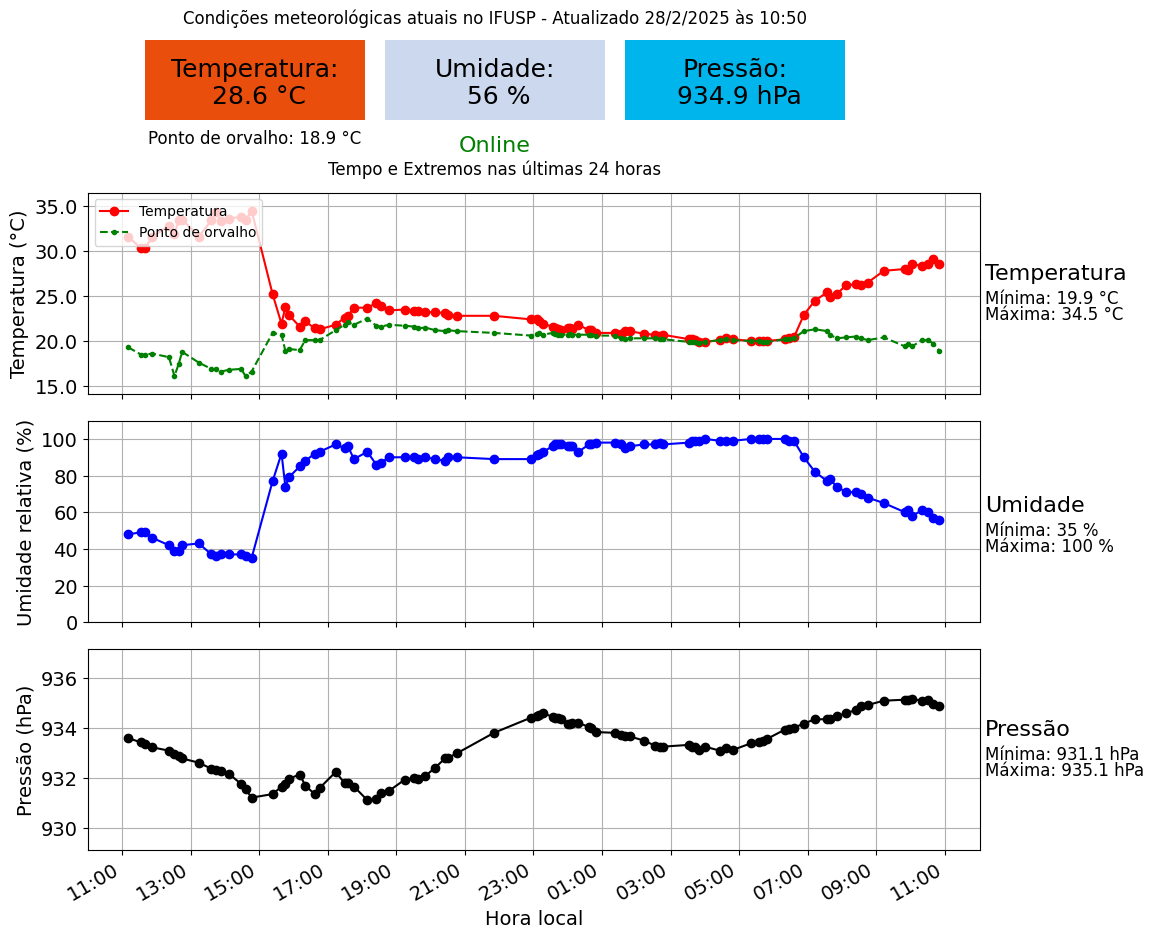 Condições meteorológicas atuais no IFUSP - Atualizado 28/2/2025 às 10:50
Temperatura:
28.6 °C
Umidade:
56 %
Pressão:
934.9 hPa
Ponto de orvalho: 18.9 °C
Online
Tempo e Extremos nas últimas 24 horas
Temperatura (°C)
35.0
30.0
25.0
20.0
15.0
Temperatura
Ponto de orvalho
Temperatura
Mínima: 19.9 °C
Máxima: 34.5 °C
Umidade relativa (%)
100
80
60
40
20
0
Umidade
Mínima: 35 %
Máxima: 100 %
Pressão (hPa)
936
934
932
930
Pressão
Mínima: 931.1 hPa
Máxima: 935.1 hPa
11:00
13:00
15:00
17:00
19:00
21:00
23:00
01:00
03:00
05:00
07:00
09:00
11:00
Hora local